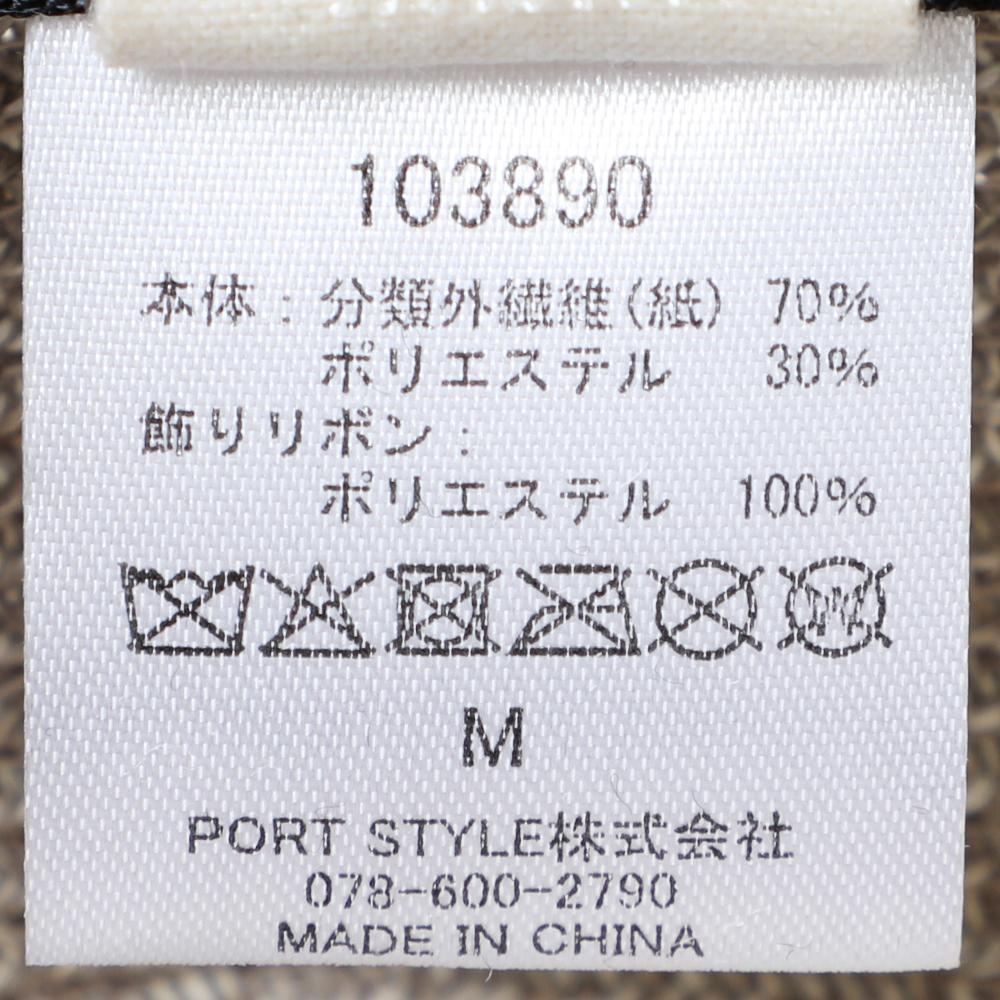 103890
本体：分類外繊維(紙) 70%
ポリエステル 30%
飾りリボン：
ポリエステル 100%
M
PORT STYLE株式会社
078-600-2790
MADE IN CHINA